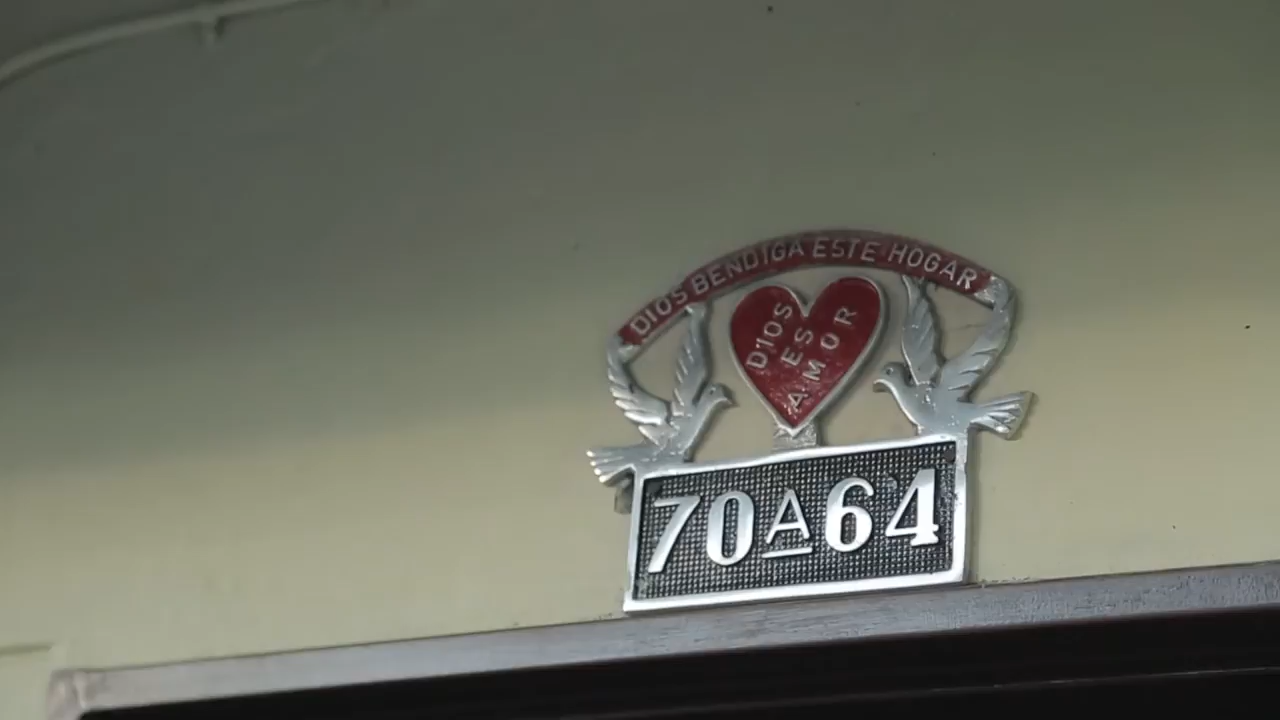 DIOS BENDIGA ESTE HOGAR
DIOS
ES
AMOR
70A64